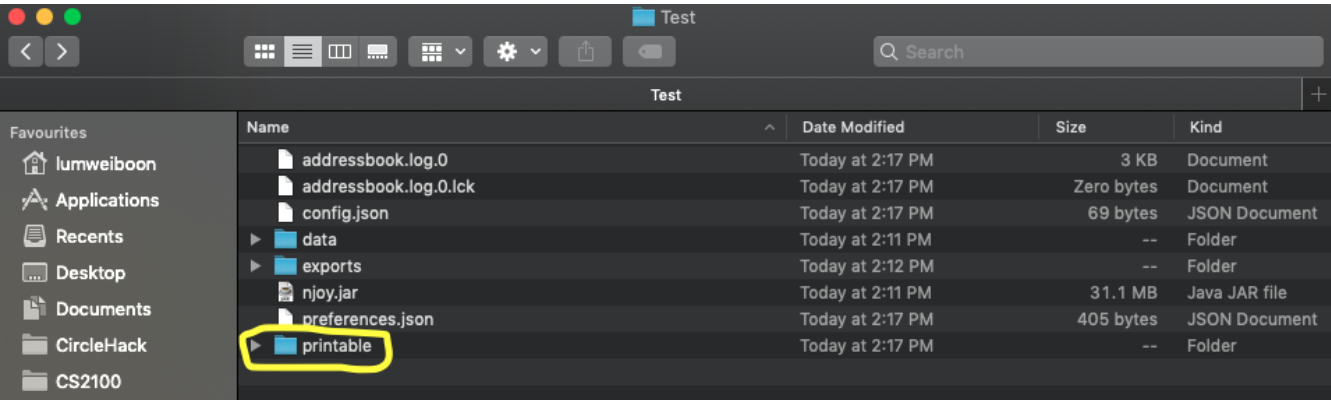 Test
Search
Test
Favourites
lumweiboon
Applications
Recents
Desktop
Documents
CircleHack
CS2100
Name Date Modified Size Kind
addressbook.log.0 Today at 2:17 PM 3 KB Document
addressbook.log.0.lck Today at 2:17 PM Zero bytes Document
config.json Today at 2:17 PM 69 bytes JSON Document
data Today at 2:11 PM -- Folder
exports Today at 2:12 PM -- Folder
njoy.jar Today at 2:11 PM 31.1 MB Java JAR file
preferences.json Today at 2:17 PM 405 bytes JSON Document
printable Today at 2:17 PM -- Folder